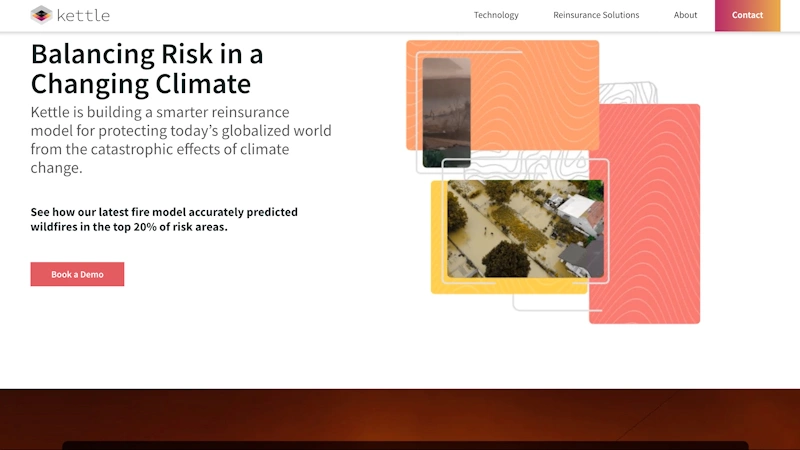 kettle
Technology
Reinsurance Solutions
About
Contact
Balancing Risk in a
Changing Climate
Kettle is building a smarter reinsurance
model for protecting today’s globalized world
from the catastrophic effects of climate
change.
See how our latest fire model accurately predicted
wildfires in the top 20% of risk areas.
Book a Demo